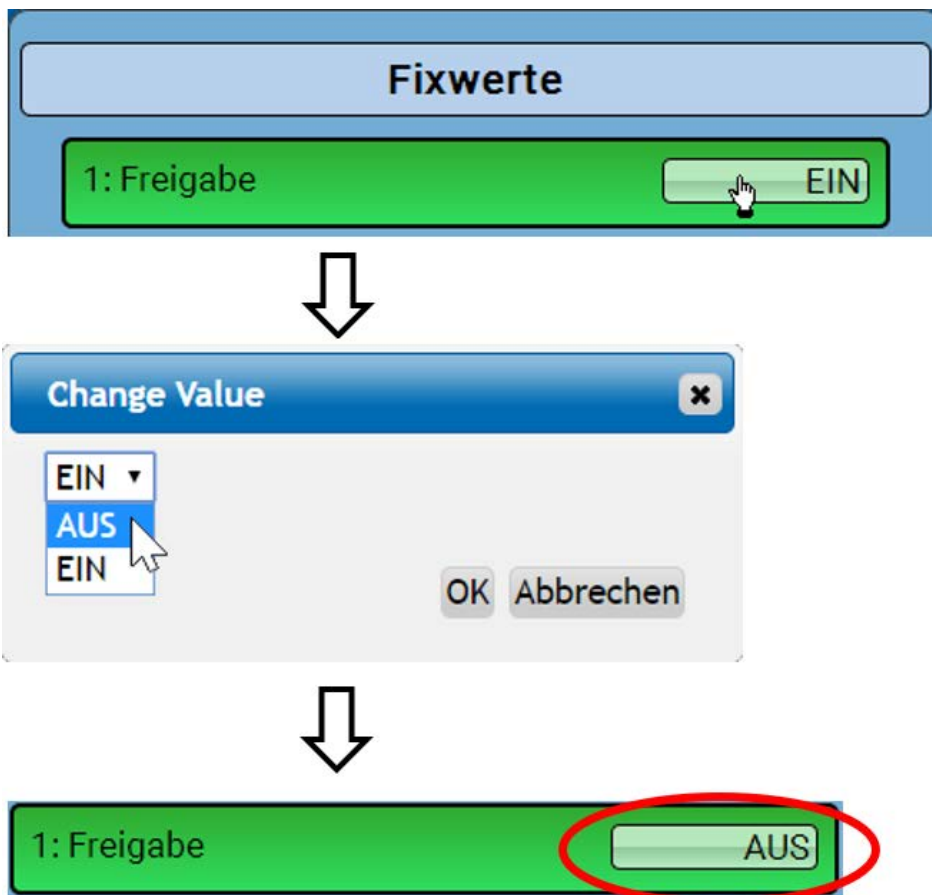 Fixwerte
1: Freigabe EIN
Change Value
EIN
AUS
EIN
OK Abbrechen
1: Freigabe AUS